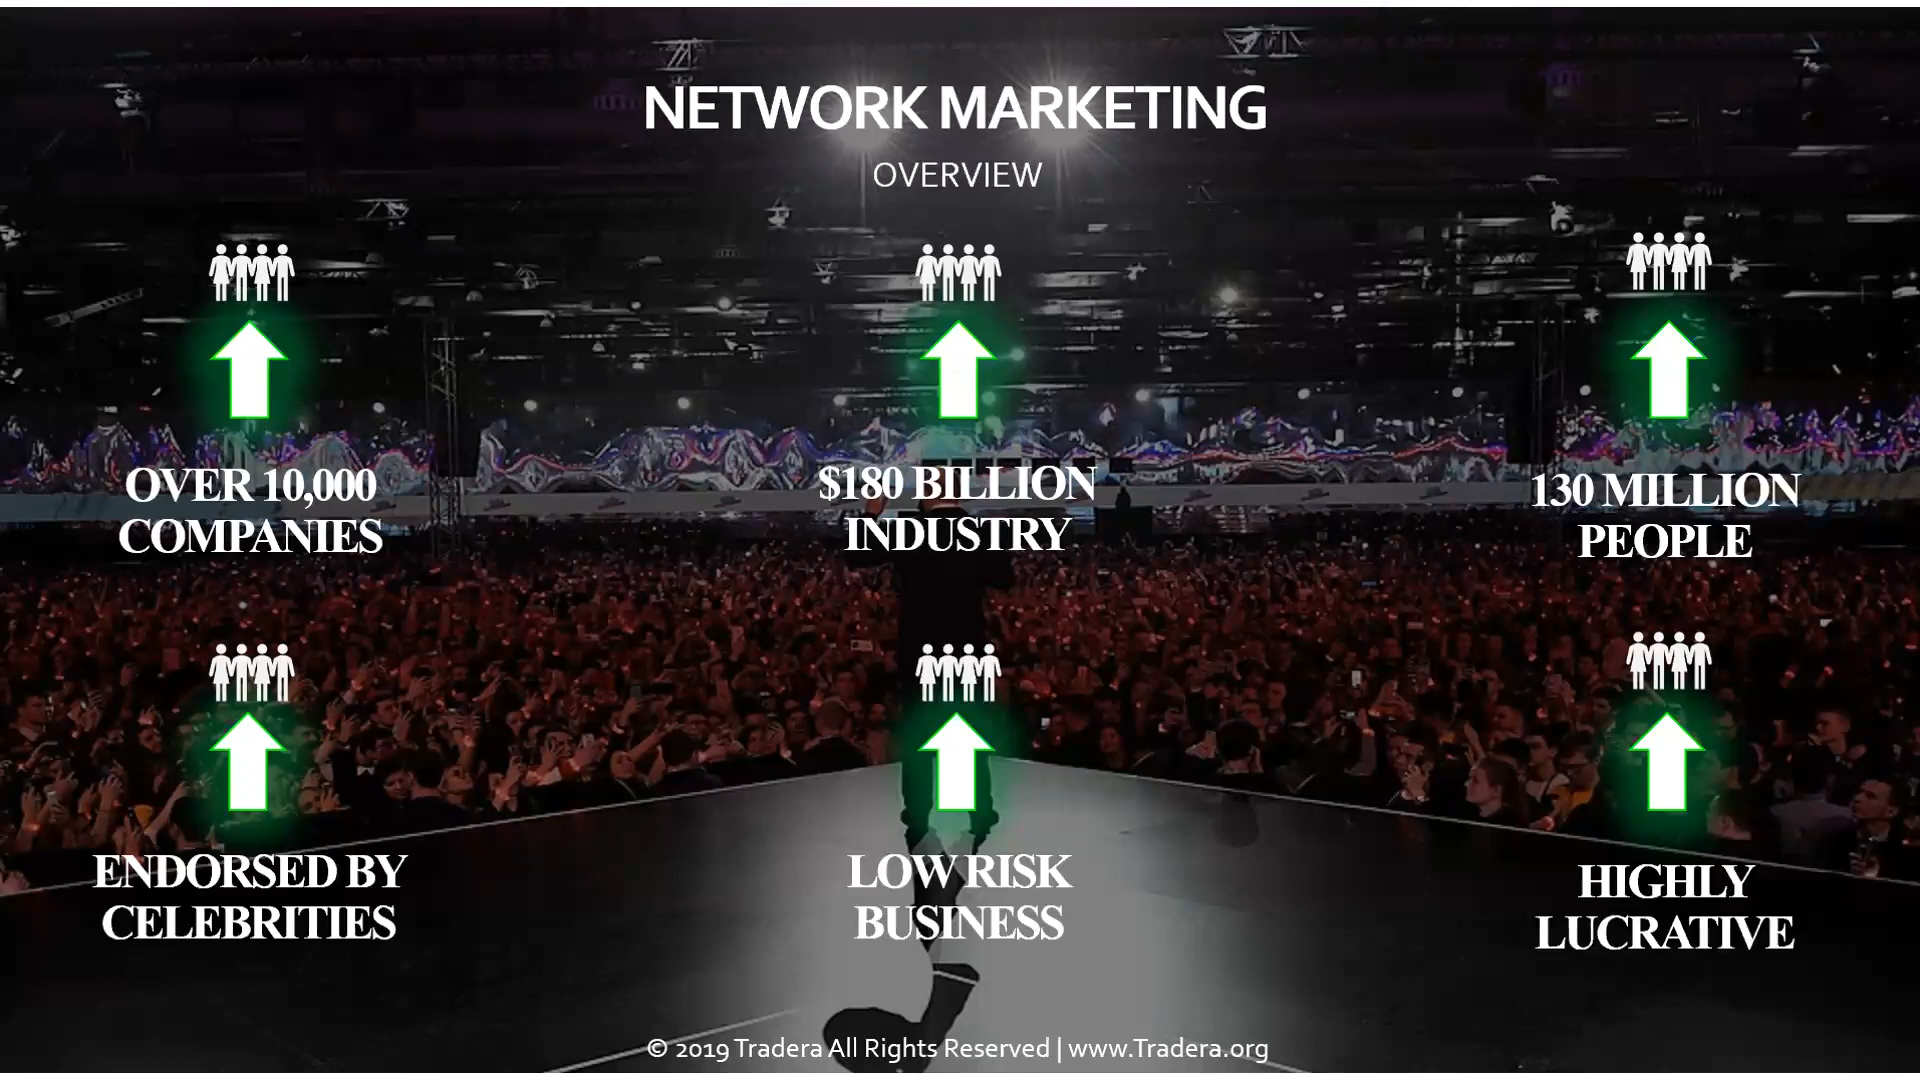 NETWORK MARKETING
OVERVIEW
OVER 10,000
COMPANIES
$180 BILLION
INDUSTRY
130 MILLION
PEOPLE
ENDORSED BY
CELEBRITIES
LOW RISK
BUSINESS
HIGHLY
LUCRATIVE
© 2019 Tradera All Rights Reserved | www.Tradera.org